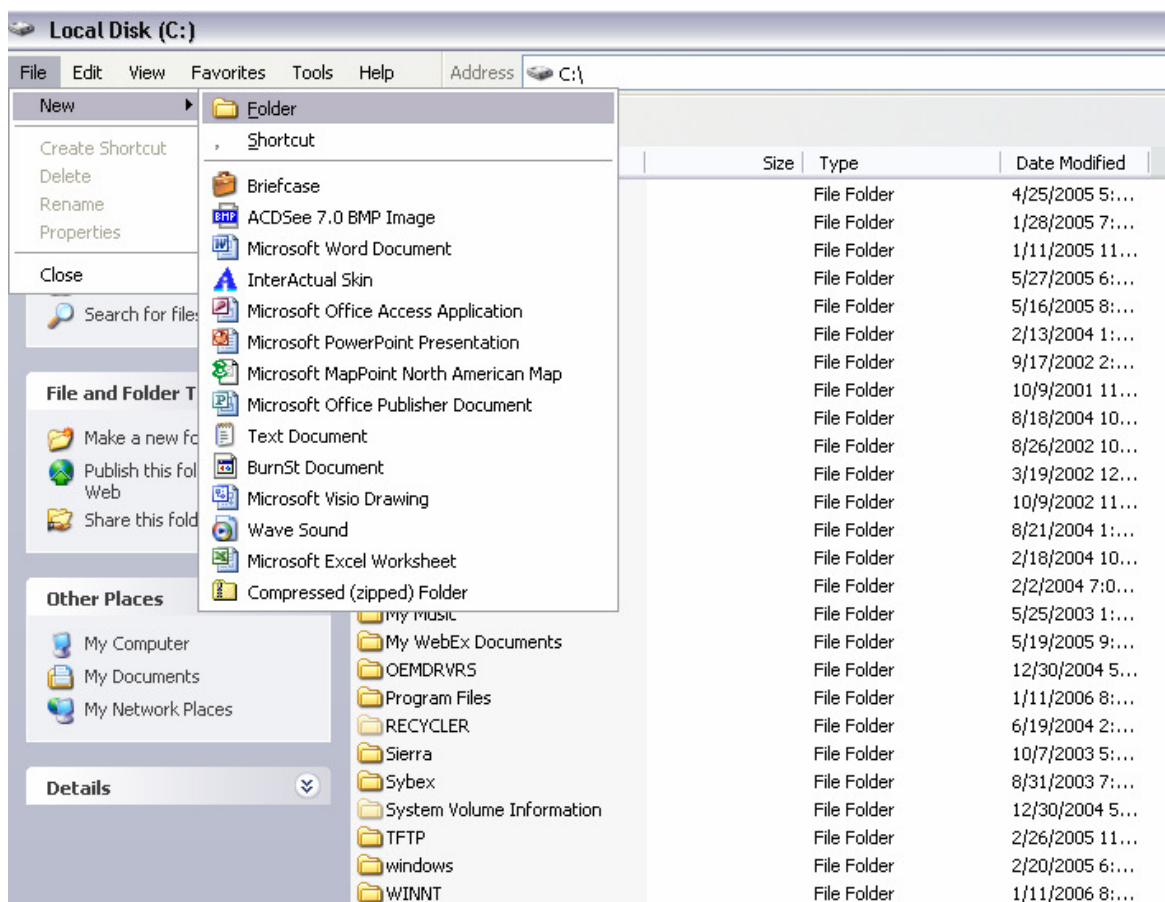 Local Disk (C:)
File Edit View Favorites Tools Help Address C:\
New
Create Shortcut
Delete
Rename
Properties
Close
Folder
Shortcut
Briefcase
ACDSee 7.0 BMP Image
Microsoft Word Document
InterActual Skin
Microsoft Office Access Application
Microsoft PowerPoint Presentation
Microsoft MapPoint North American Map
Microsoft Office Publisher Document
Text Document
BurnSt Document
Microsoft Visio Drawing
Wave Sound
Microsoft Excel Worksheet
Compressed (zipped) Folder
Search for files
File and Folder T
Make a new fo
Publish this fol
Web
Share this fold
Other Places
My Computer
My Documents
My Network Places
Details
Size Type Date Modified
File Folder 4/25/2005 5:...
File Folder 1/28/2005 7:...
File Folder 1/11/2005 11...
File Folder 5/27/2005 6:...
File Folder 5/16/2005 8:...
File Folder 2/13/2004 1:...
File Folder 9/17/2002 2:...
File Folder 10/9/2001 11...
File Folder 8/18/2004 10...
File Folder 8/26/2002 10...
File Folder 3/19/2002 12...
File Folder 10/9/2002 11...
File Folder 8/21/2004 1:...
File Folder 2/18/2004 10...
File Folder 2/2/2004 7:0...
My Music File Folder 5/25/2003 1:...
My WebEx Documents File Folder 5/19/2005 9:...
OEMDRVRS File Folder 12/30/2004 5...
Program Files File Folder 1/11/2006 8:...
RECYCLER File Folder 6/19/2004 2:...
Sierra File Folder 10/7/2003 5:...
Sybex File Folder 8/31/2003 7:...
System Volume Information File Folder 12/30/2004 5...
TFTP File Folder 2/26/2005 11...
windows File Folder 2/20/2005 6:...
WINNT File Folder 1/11/2006 8:...